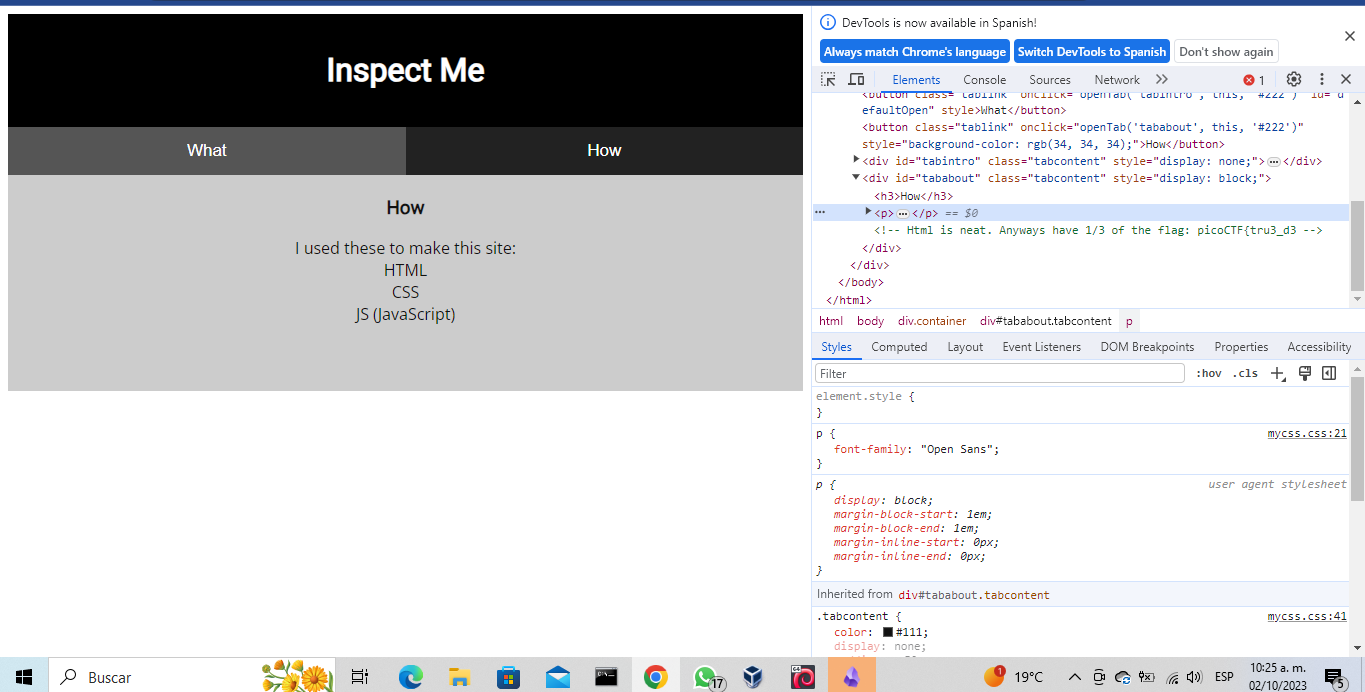 Inspect Me
What
How
How
I used these to make this site:
HTML
CSS
JS (JavaScript)
DevTools is now available in Spanish!
Always match Chrome's language
Switch DevTools to Spanish
Don't show again
Elements
Console
Sources
Network
1
<button class="tablink" onclick="openTab('tabintro', this, '#222')" id="d
efaultOpen" style>What</button>
<button class="tablink" onclick="openTab('tababout', this, '#222')"
style="background-color: rgb(34, 34, 34);">How</button>
<div id="tabintro" class="tabcontent" style="display: none;">…</div>
<div id="tababout" class="tabcontent" style="display: block;">
<h3>How</h3>
… <p>…</p> == $0
<!-- Html is neat. Anyways have 1/3 of the flag: picoCTF{tru3_d3 -->
</div>
</div>
</body>
</html>
html body div.container div#tababout.tabcontent p
Styles Computed Layout Event Listeners DOM Breakpoints Properties Accessibility
Filter
:hov .cls
element.style {
}
p {
mycss.css:21
font-family: "Open Sans";
}
p {
user agent stylesheet
display: block;
margin-block-start: 1em;
margin-block-end: 1em;
margin-inline-start: 0px;
margin-inline-end: 0px;
}
Inherited from div#tababout.tabcontent
.tabcontent {
mycss.css:41
color: #111;
display: none;
Buscar
17
1
19°C
ESP
10:25 a. m.
02/10/2023
5